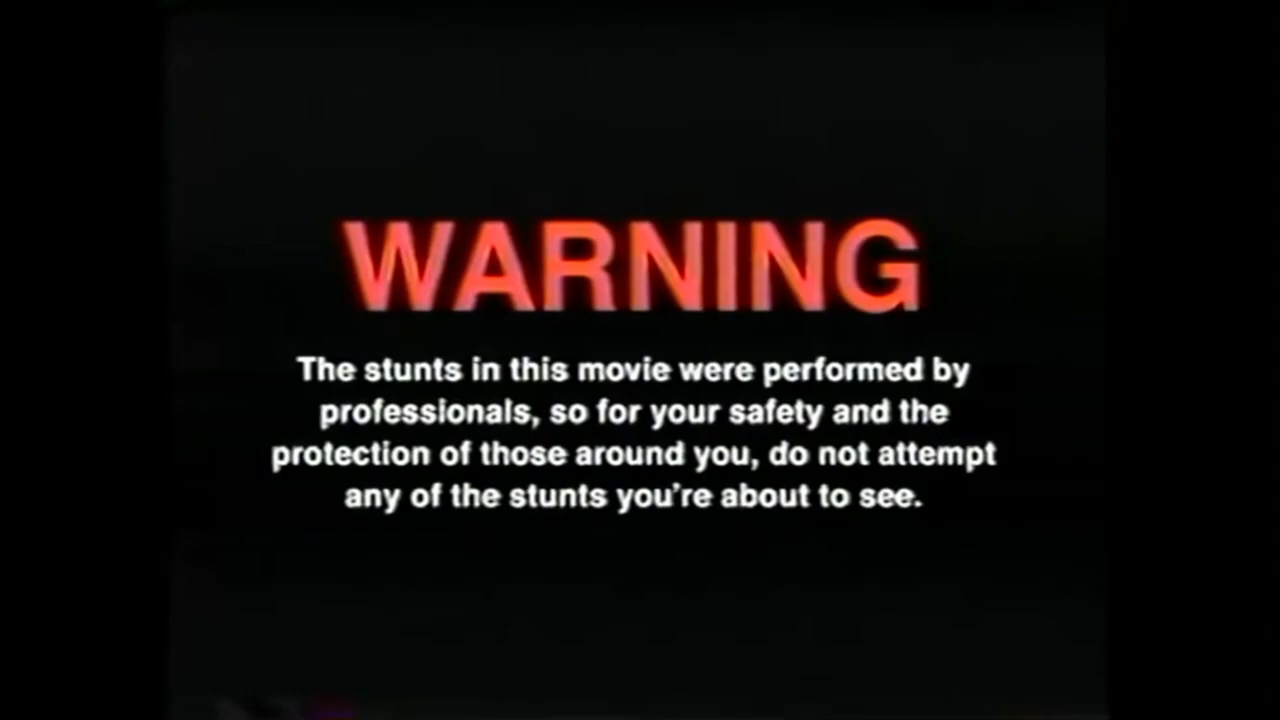 WARNING
The stunts in this movie were performed by
professionals, so for your safety and the
protection of those around you, do not attempt
any of the stunts you're about to see.